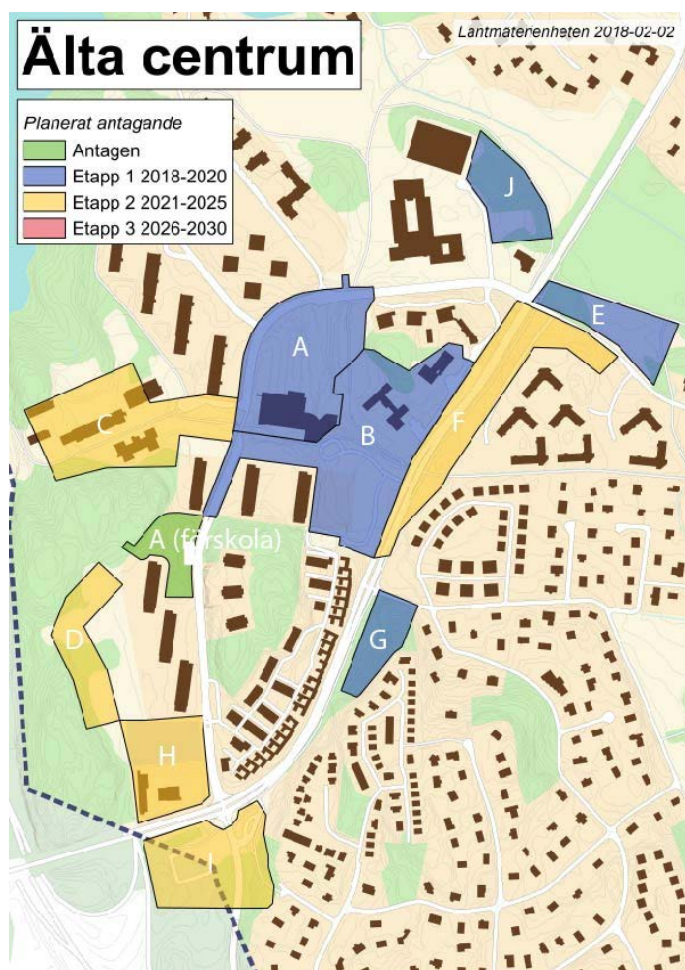 Älta centrum
Lantmäterienheten 2018-02-02
Planerat antagande
Antagen
Etapp 1 2018-2020
Etapp 2 2021-2025
Etapp 3 2026-2030
J
E
A
B
F
C
A (förskola)
D
G
H
I